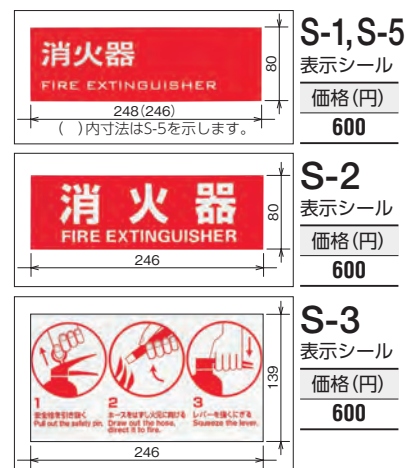 消火器
FIRE EXTINGUISHER
80
248(246)
(　)内寸法はS-5を示します。
S-1,S-5
表示シール
価格(円)
600
消火器
FIRE EXTINGUISHER
80
246
S-2
表示シール
価格(円)
600
1
安全栓を引き抜く
Pull out the safety pin.
2
ホースをはずし火元に向ける
Draw out the hose,
direct it to fire.
3
レバーを強くにぎる
Squeeze the lever.
139
246
S-3
表示シール
価格(円)
600